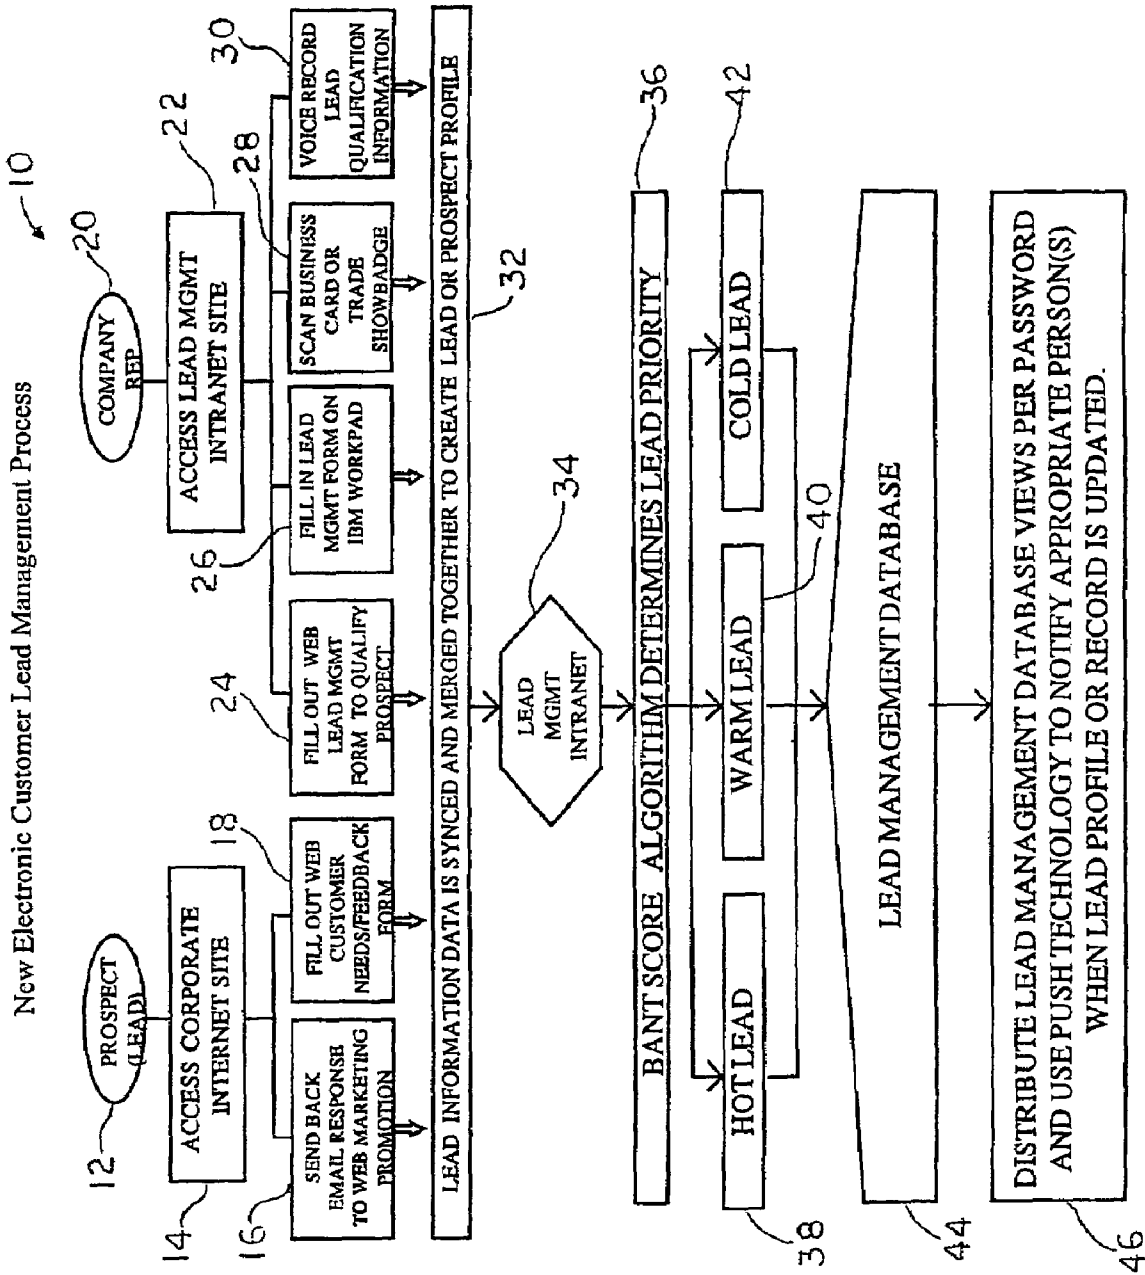 New Electronic Customer Lead Management Process
10
12
PROSPECT
(LEAD)
20
COMPANY
REP
14
ACCESS CORPORATE
INTERNET SITE
22
ACCESS LEAD MGMT
INTRANET SITE
16
SEND BACK
EMAIL RESPONSE
TO WEB MARKETING
PROMOTION
18
FILL OUT WEB
CUSTOMER
NEEDS/FEEDBACK
FORM
24
FILL OUT WEB
LEAD MGMT
FORM TO QUALIFY
PROSPECT
26
FILL IN LEAD
MGMT FORM ON
IBM WORKPAD
28
SCAN BUSINESS
CARD OR
TRADE
SHOWBADGE
30
VOICE RECORD
LEAD
QUALIFICATION
INFORMATION
LEAD INFORMATION DATA IS SYNCED AND MERGED TOGETHER TO CREATE LEAD OR PROSPECT PROFILE
32
LEAD
MGMT
INTRANET
34
BANT SCORE ALGORITHM DETERMINES LEAD PRIORITY
36
HOT LEAD
38
WARM LEAD
40
COLD LEAD
42
LEAD MANAGEMENT DATABASE
44
DISTRIBUTE LEAD MANAGEMENT DATABASE VIEWS PER PASSWORD
AND USE PUSH TECHNOLOGY TO NOTIFY APPROPRIATE PERSON(S)
WHEN LEAD PROFILE OR RECORD IS UPDATED.
46